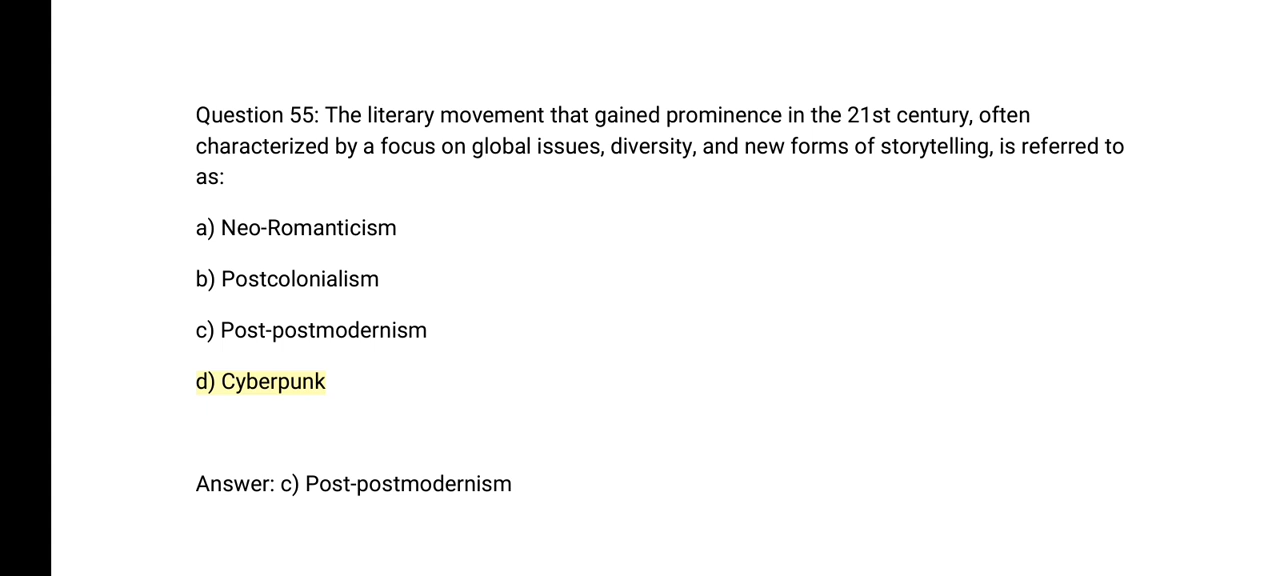 Question 55: The literary movement that gained prominence in the 21st century, often
characterized by a focus on global issues, diversity, and new forms of storytelling, is referred to
as:
a) Neo-Romanticism
b) Postcolonialism
c) Post-postmodernism
d) Cyberpunk
Answer: c) Post-postmodernism